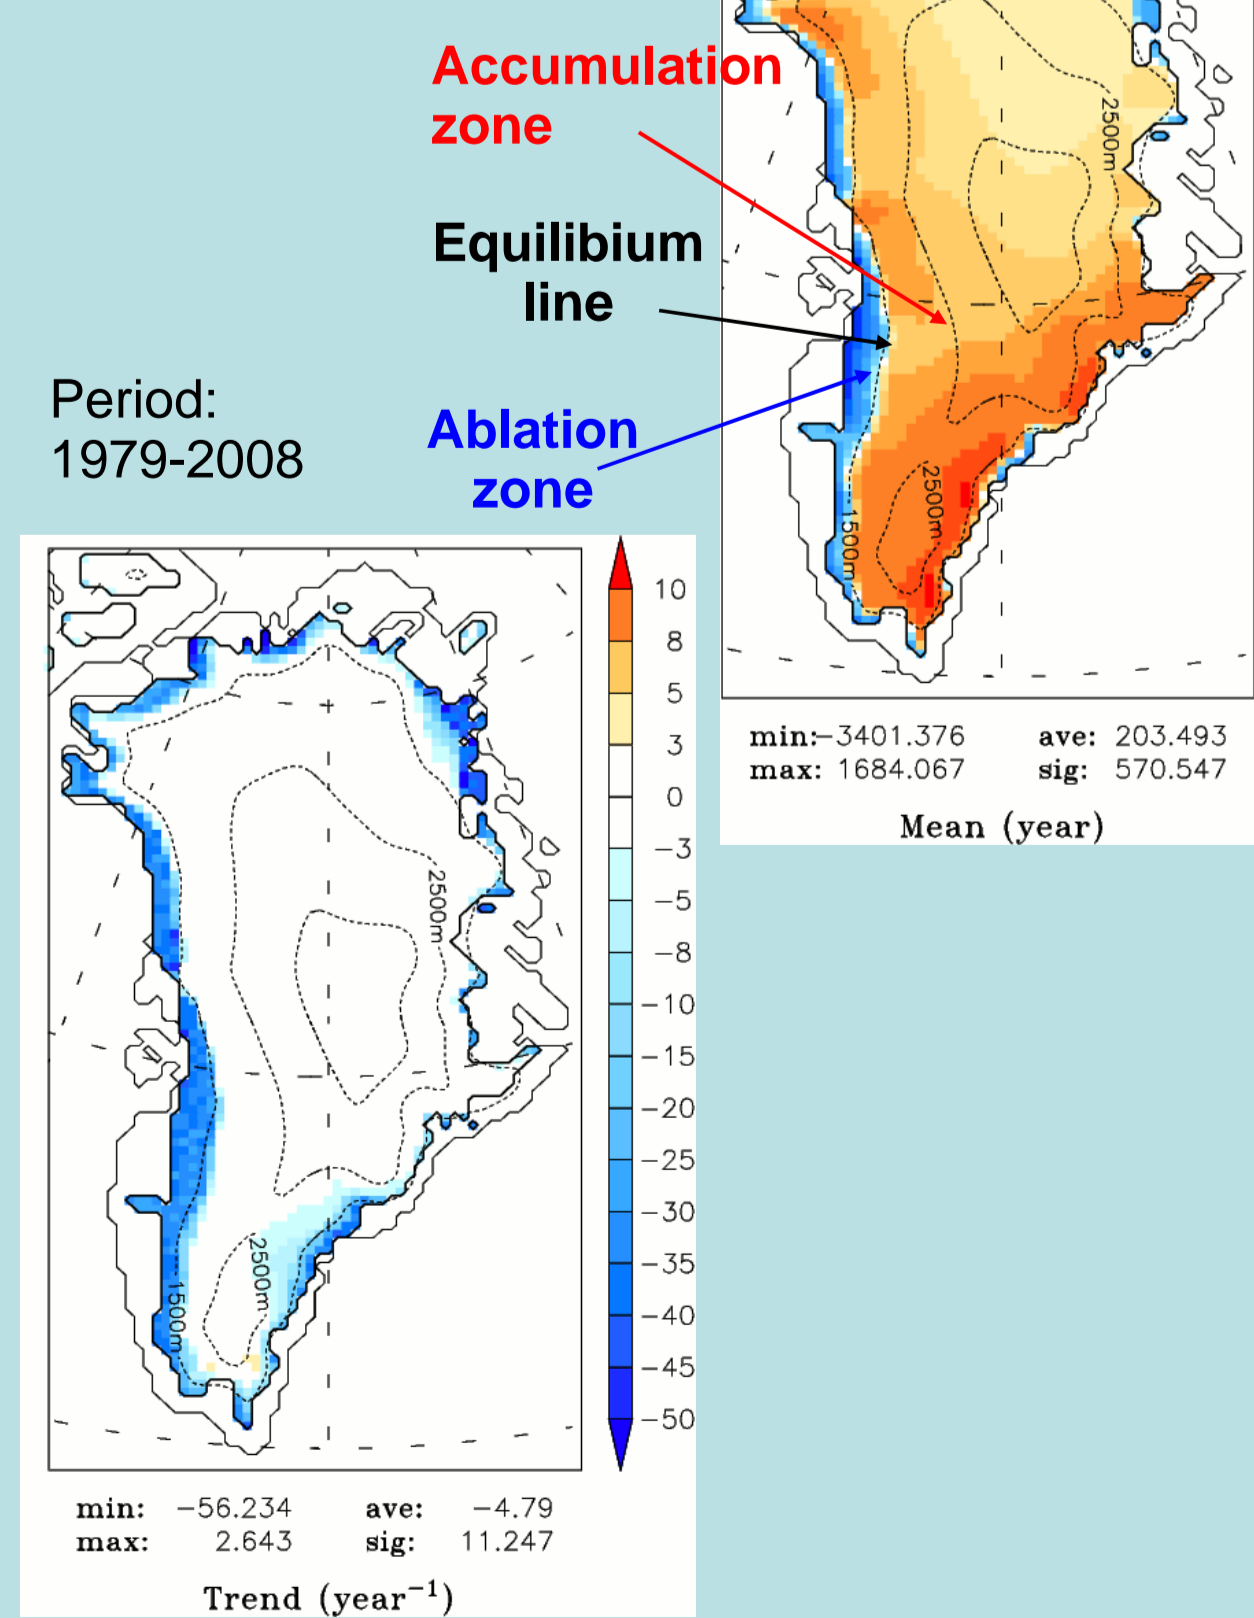 Accumulation
zone
Equilibium
line
Period:
1979-2008
Ablation
zone
2500m
2500m
1500m
min:-3401.376 ave: 203.493
max: 1684.067 sig: 570.547
Mean (year)
2500m
2500m
1500m
10
8
5
3
0
-3
-5
-8
-10
-15
-20
-25
-30
-35
-40
-45
-50
min: -56.234 ave: -4.79
max: 2.643 sig: 11.247
Trend (year⁻¹)